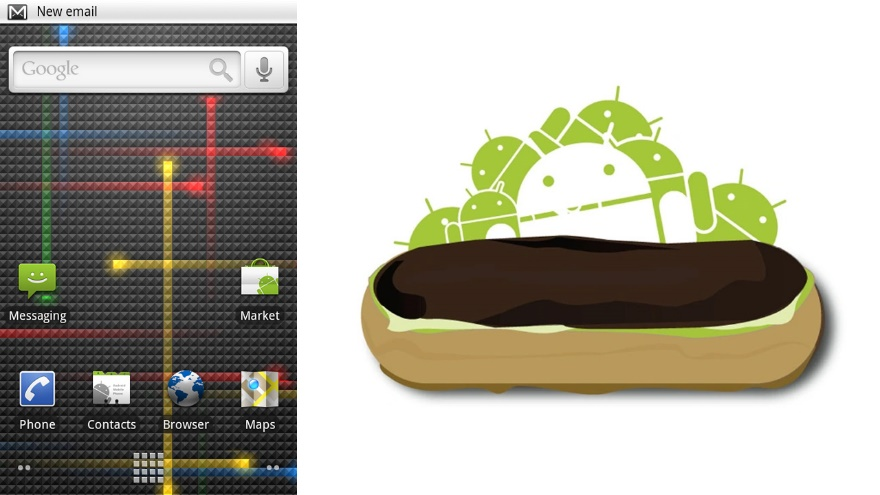 New email
Google
Messaging
Market
Phone
Contacts
Browser
Maps